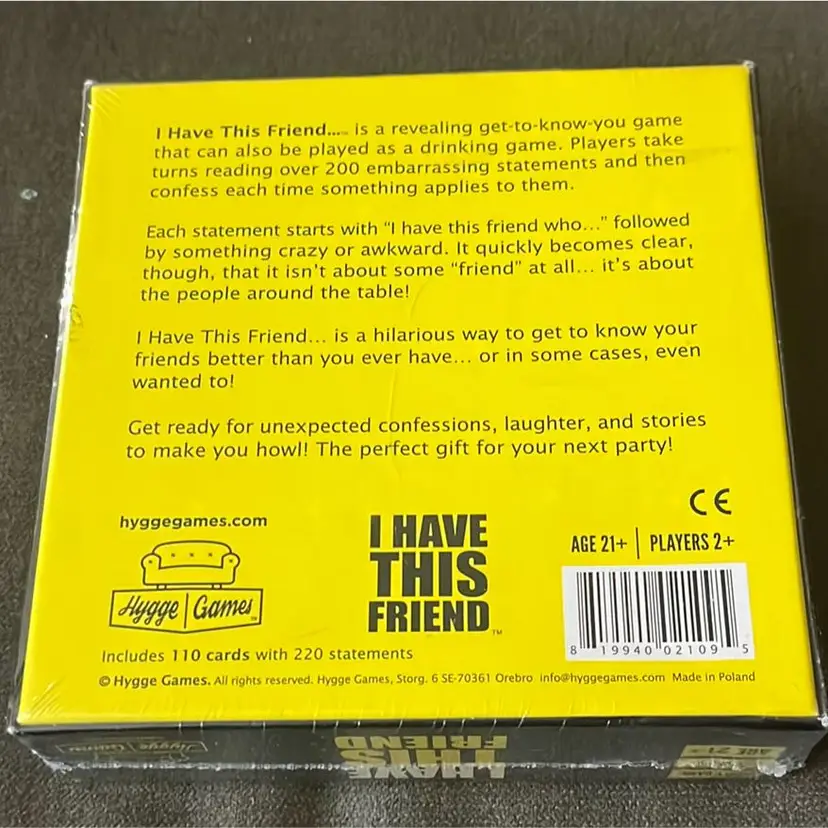 I Have This Friend...™ is a revealing get-to-know-you game
that can also be played as a drinking game. Players take
turns reading over 200 embarrassing statements and then
confess each time something applies to them.
Each statement starts with "I have this friend who..." followed
by something crazy or awkward. It quickly becomes clear,
though, that it isn't about some "friend" at all... it's about
the people around the table!
I Have This Friend... is a hilarious way to get to know your
friends better than you ever have... or in some cases, even
wanted to!
Get ready for unexpected confessions, laughter, and stories
to make you howl! The perfect gift for your next party!
CE
hyggegames.com
Hygge | Games™
I HAVE
THIS
FRIEND™
AGE 21+ | PLAYERS 2+
8 19940 02109 5
Includes 110 cards with 220 statements
© Hygge Games. All rights reserved. Hygge Games, Storg. 6 SE-70361 Orebro info@hyggegames.com Made in Poland
Hygge | Games
I HAVE
THIS
FRIEND
AGE 21+